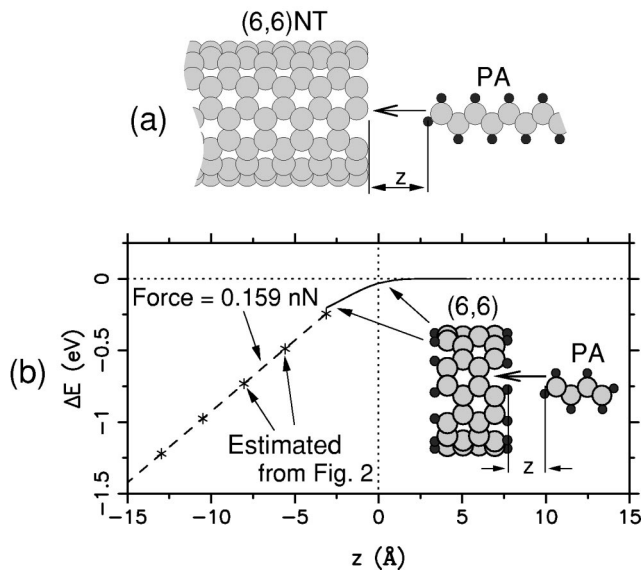 (6,6)NT
PA
(a)
z
(b)
ΔE (eV)
0
−0.5
−1
−1.5
Force = 0.159 nN
(6,6)
PA
Estimated
from Fig. 2
z
−15
−10
−5
0
5
10
15
z (Å)